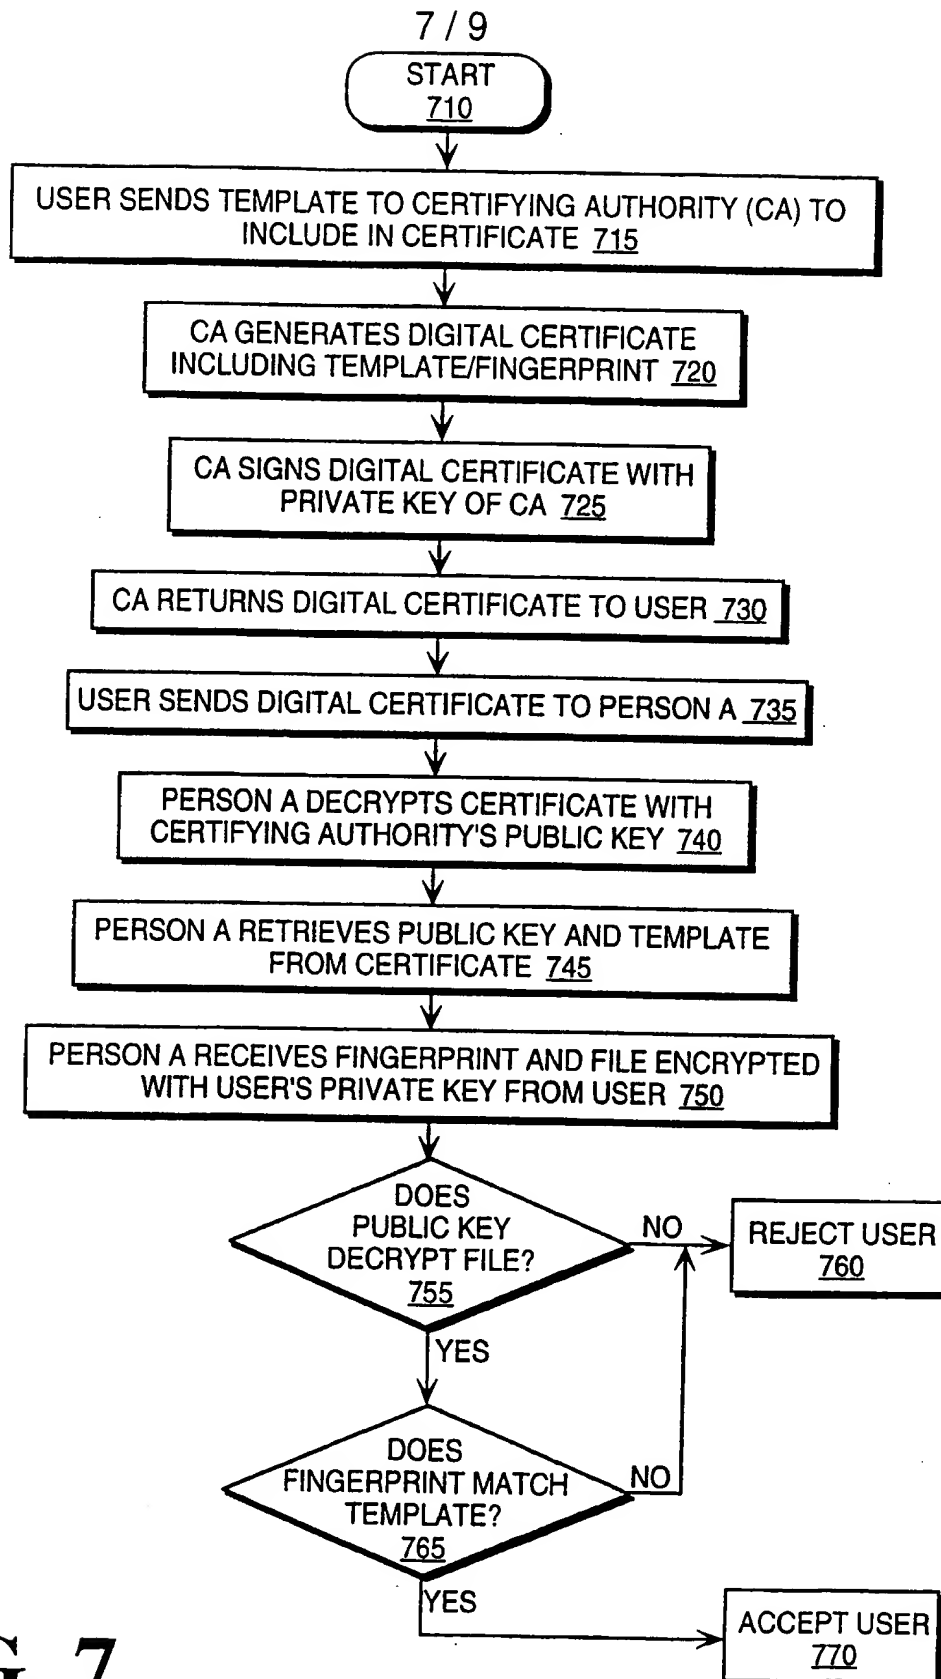 7 / 9
START
710
USER SENDS TEMPLATE TO CERTIFYING AUTHORITY (CA) TO
INCLUDE IN CERTIFICATE 715
CA GENERATES DIGITAL CERTIFICATE
INCLUDING TEMPLATE/FINGERPRINT 720
CA SIGNS DIGITAL CERTIFICATE WITH
PRIVATE KEY OF CA 725
CA RETURNS DIGITAL CERTIFICATE TO USER 730
USER SENDS DIGITAL CERTIFICATE TO PERSON A 735
PERSON A DECRYPTS CERTIFICATE WITH
CERTIFYING AUTHORITY'S PUBLIC KEY 740
PERSON A RETRIEVES PUBLIC KEY AND TEMPLATE
FROM CERTIFICATE 745
PERSON A RECEIVES FINGERPRINT AND FILE ENCRYPTED
WITH USER'S PRIVATE KEY FROM USER 750
DOES
PUBLIC KEY
DECRYPT FILE?
755
NO
REJECT USER
760
YES
DOES
FINGERPRINT MATCH
TEMPLATE?
765
NO
YES
ACCEPT USER
770
7